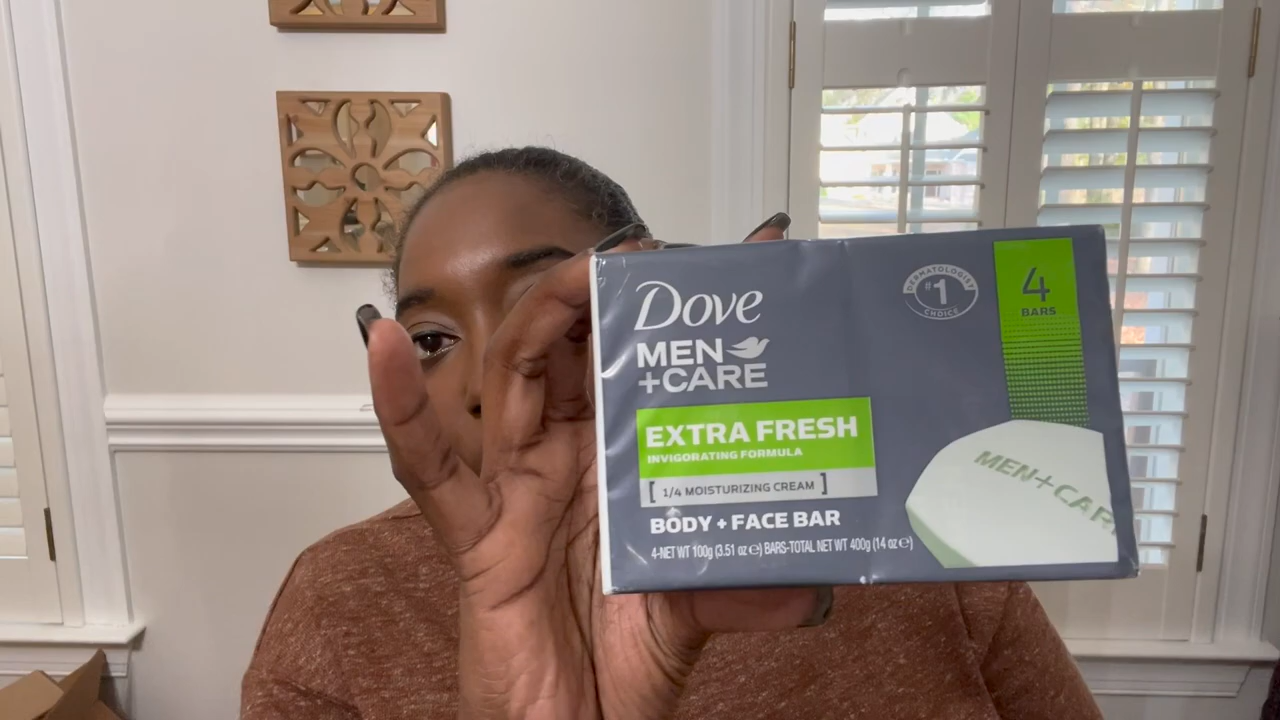 Dove
MEN
+CARE
EXTRA FRESH
INVIGORATING FORMULA
[ 1/4 MOISTURIZING CREAM ]
BODY + FACE BAR
4-NET WT 100g (3.51 oz ℮) BARS-TOTAL NET WT 400g (14 oz ℮)
DERMATOLOGIST
#1
CHOICE
4
BARS
MEN+CAR